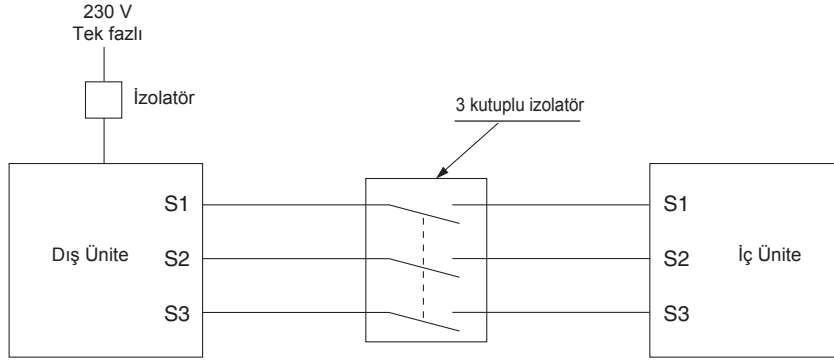 230 V
Tek fazlı
İzolatör
3 kutuplu izolatör
Dış Ünite
S1
S2
S3
S1
S2
S3
İç Ünite